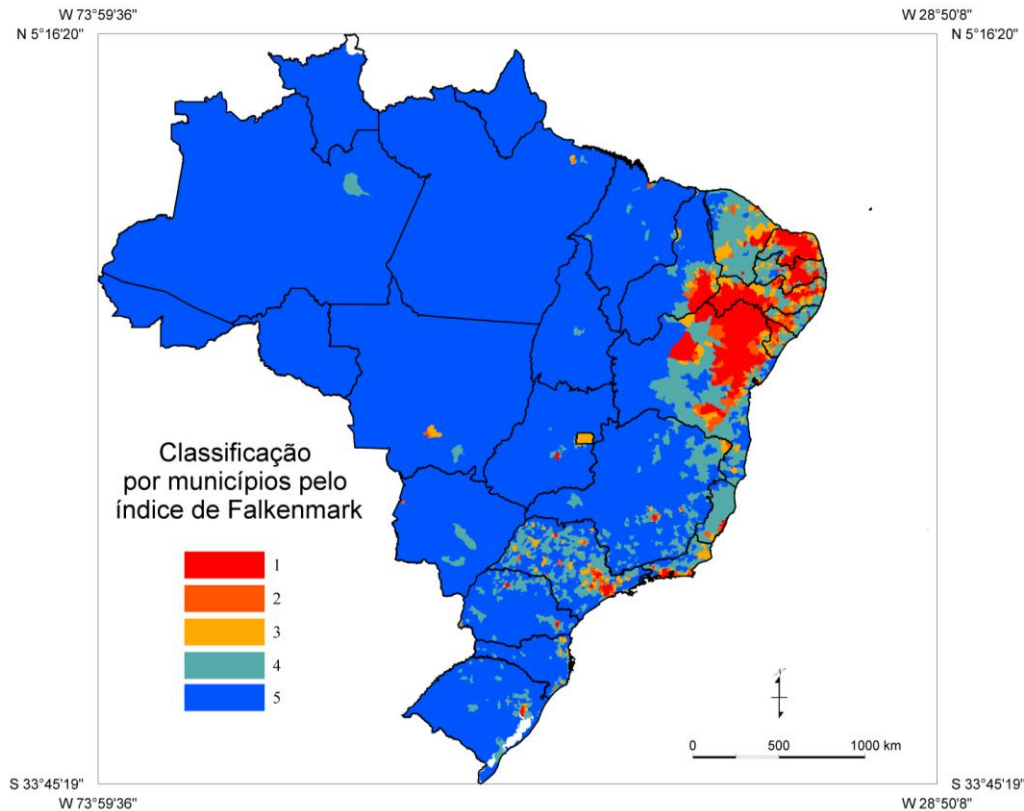 W 73°59'36"
W 28°50'8"
N 5°16'20"
N 5°16'20"
Classificação
por municípios pelo
índice de Falkenmark
1
2
3
4
5
N
0 500 1000 km
S 33°45'19"
S 33°45'19"
W 73°59'36"
W 28°50'8"